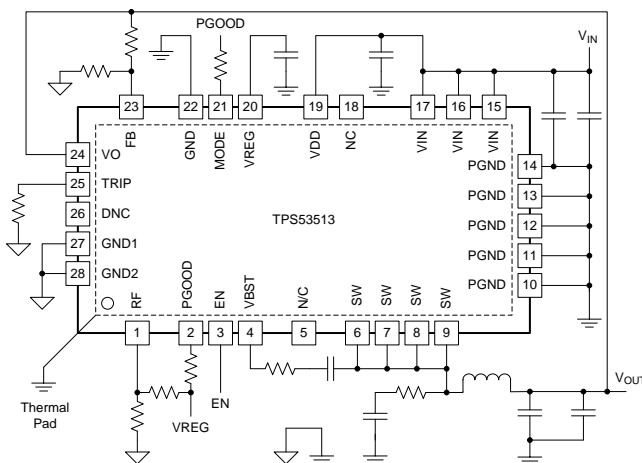 PGOOD
V_IN
23 22 21 20 19 18 17 16 15
FB GND MODE VREG VDD NC VIN VIN VIN
24 VO
25 TRIP
26 DNC
27 GND1
28 GND2
TPS53513
PGND 14
PGND 13
PGND 12
PGND 11
PGND 10
RF PGOOD EN VBST N/C SW SW SW SW
1 2 3 4 5 6 7 8 9
V_OUT
Thermal
Pad
VREG
EN